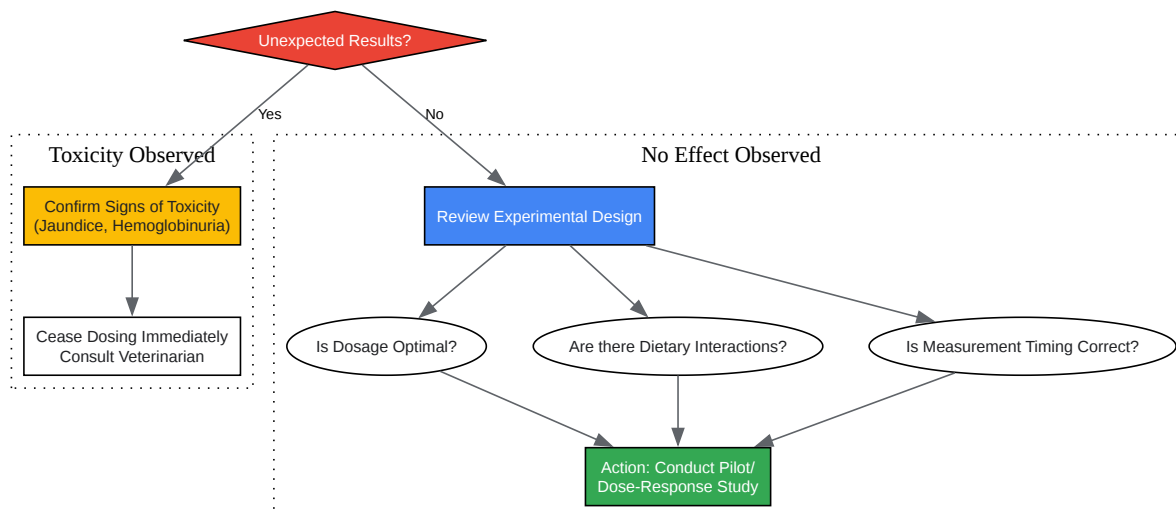 Unexpected Results?
Yes
No
Toxicity Observed
No Effect Observed
Confirm Signs of Toxicity
(Jaundice, Hemoglobinuria)
Review Experimental Design
Cease Dosing Immediately
Consult Veterinarian
Is Dosage Optimal?
Are there Dietary Interactions?
Is Measurement Timing Correct?
Action: Conduct Pilot/
Dose-Response Study